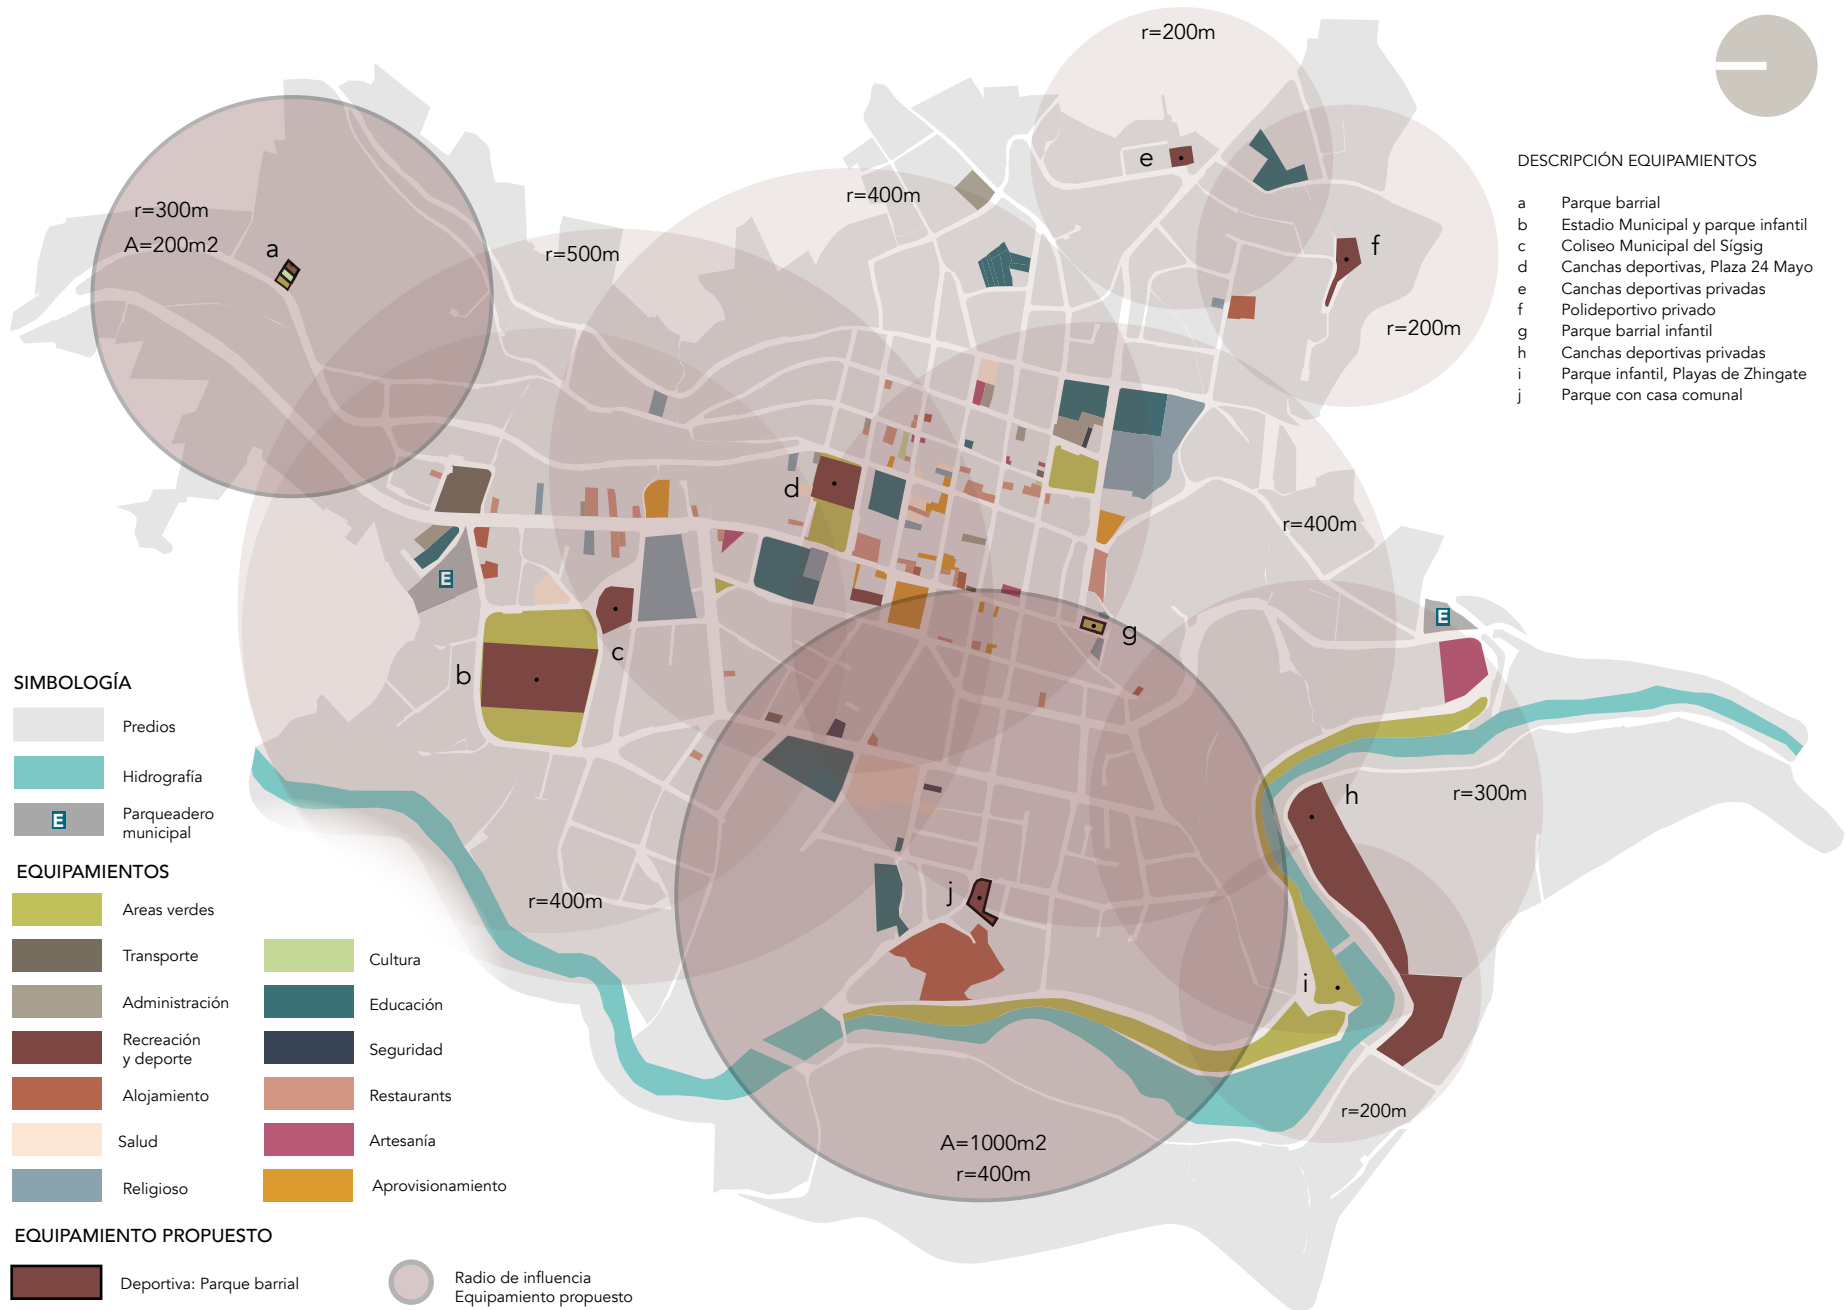 r=200m
r=300m
A=200m2
a
r=500m
r=400m
e
f
r=200m
d
r=400m
E
E
b
c
g
h
r=300m
r=400m
j
i
r=200m
A=1000m2
r=400m
DESCRIPCIÓN EQUIPAMIENTOS
a Parque barrial
b Estadio Municipal y parque infantil
c Coliseo Municipal del Sígsig
d Canchas deportivas, Plaza 24 Mayo
e Canchas deportivas privadas
f Polideportivo privado
g Parque barrial infantil
h Canchas deportivas privadas
i Parque infantil, Playas de Zhingate
j Parque con casa comunal
SIMBOLOGÍA
Predios
Hidrografía
E
Parqueadero
municipal
EQUIPAMIENTOS
Areas verdes
Transporte
Administración
Recreación
y deporte
Alojamiento
Salud
Religioso
Cultura
Educación
Seguridad
Restaurants
Artesanía
Aprovisionamiento
EQUIPAMIENTO PROPUESTO
Deportiva: Parque barrial
Radio de influencia
Equipamiento propuesto